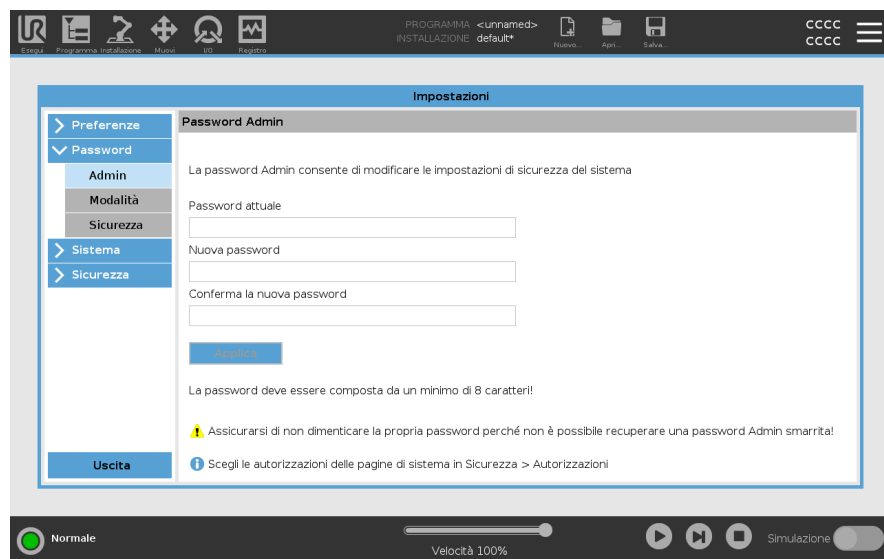 PROGRAMMA <unnamed>
INSTALLAZIONE default*
UR
Esegui
Programma
Installazione
Muovi
I/O
Registro
Nuovo...
Apri...
Salva...
CCCC
CCCC
Impostazioni
Preferenze
Password
Admin
Modalità
Sicurezza
Sistema
Sicurezza
Uscita
Password Admin
La password Admin consente di modificare le impostazioni di sicurezza del sistema
Password attuale
Nuova password
Conferma la nuova password
Applica
La password deve essere composta da un minimo di 8 caratteri!
Assicurarsi di non dimenticare la propria password perché non è possibile recuperare una password Admin smarrita!
Scegli le autorizzazioni delle pagine di sistema in Sicurezza > Autorizzazioni
Normale
Velocità 100%
Simulazione